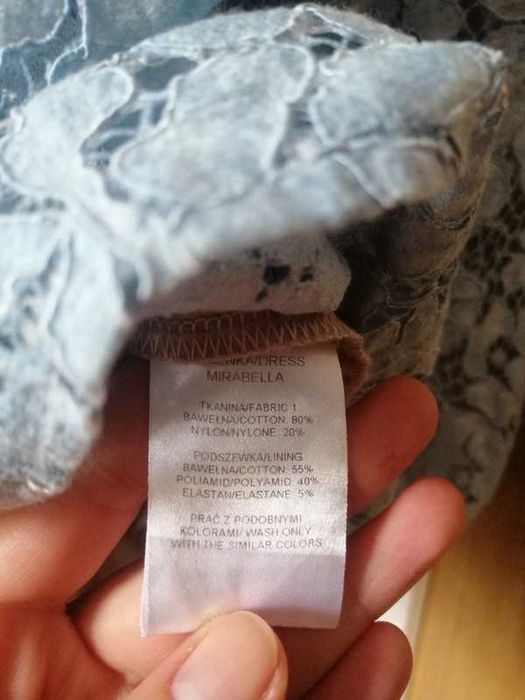 ENKA/DRESS
MIRABELLA
TKANINA/FABRIC 1
BAWEŁNA/COTTON: 80%
NYLON/NYLONE: 20%
PODSZEWKA/LINING
BAWEŁNA/COTTON: 55%
POLIAMID/POLYAMID: 40%
ELASTAN/ELASTANE: 5%
PRAĆ Z PODOBNYMI
KOLORAMI/ WASH ONLY
WITH THE SIMILAR COLORS